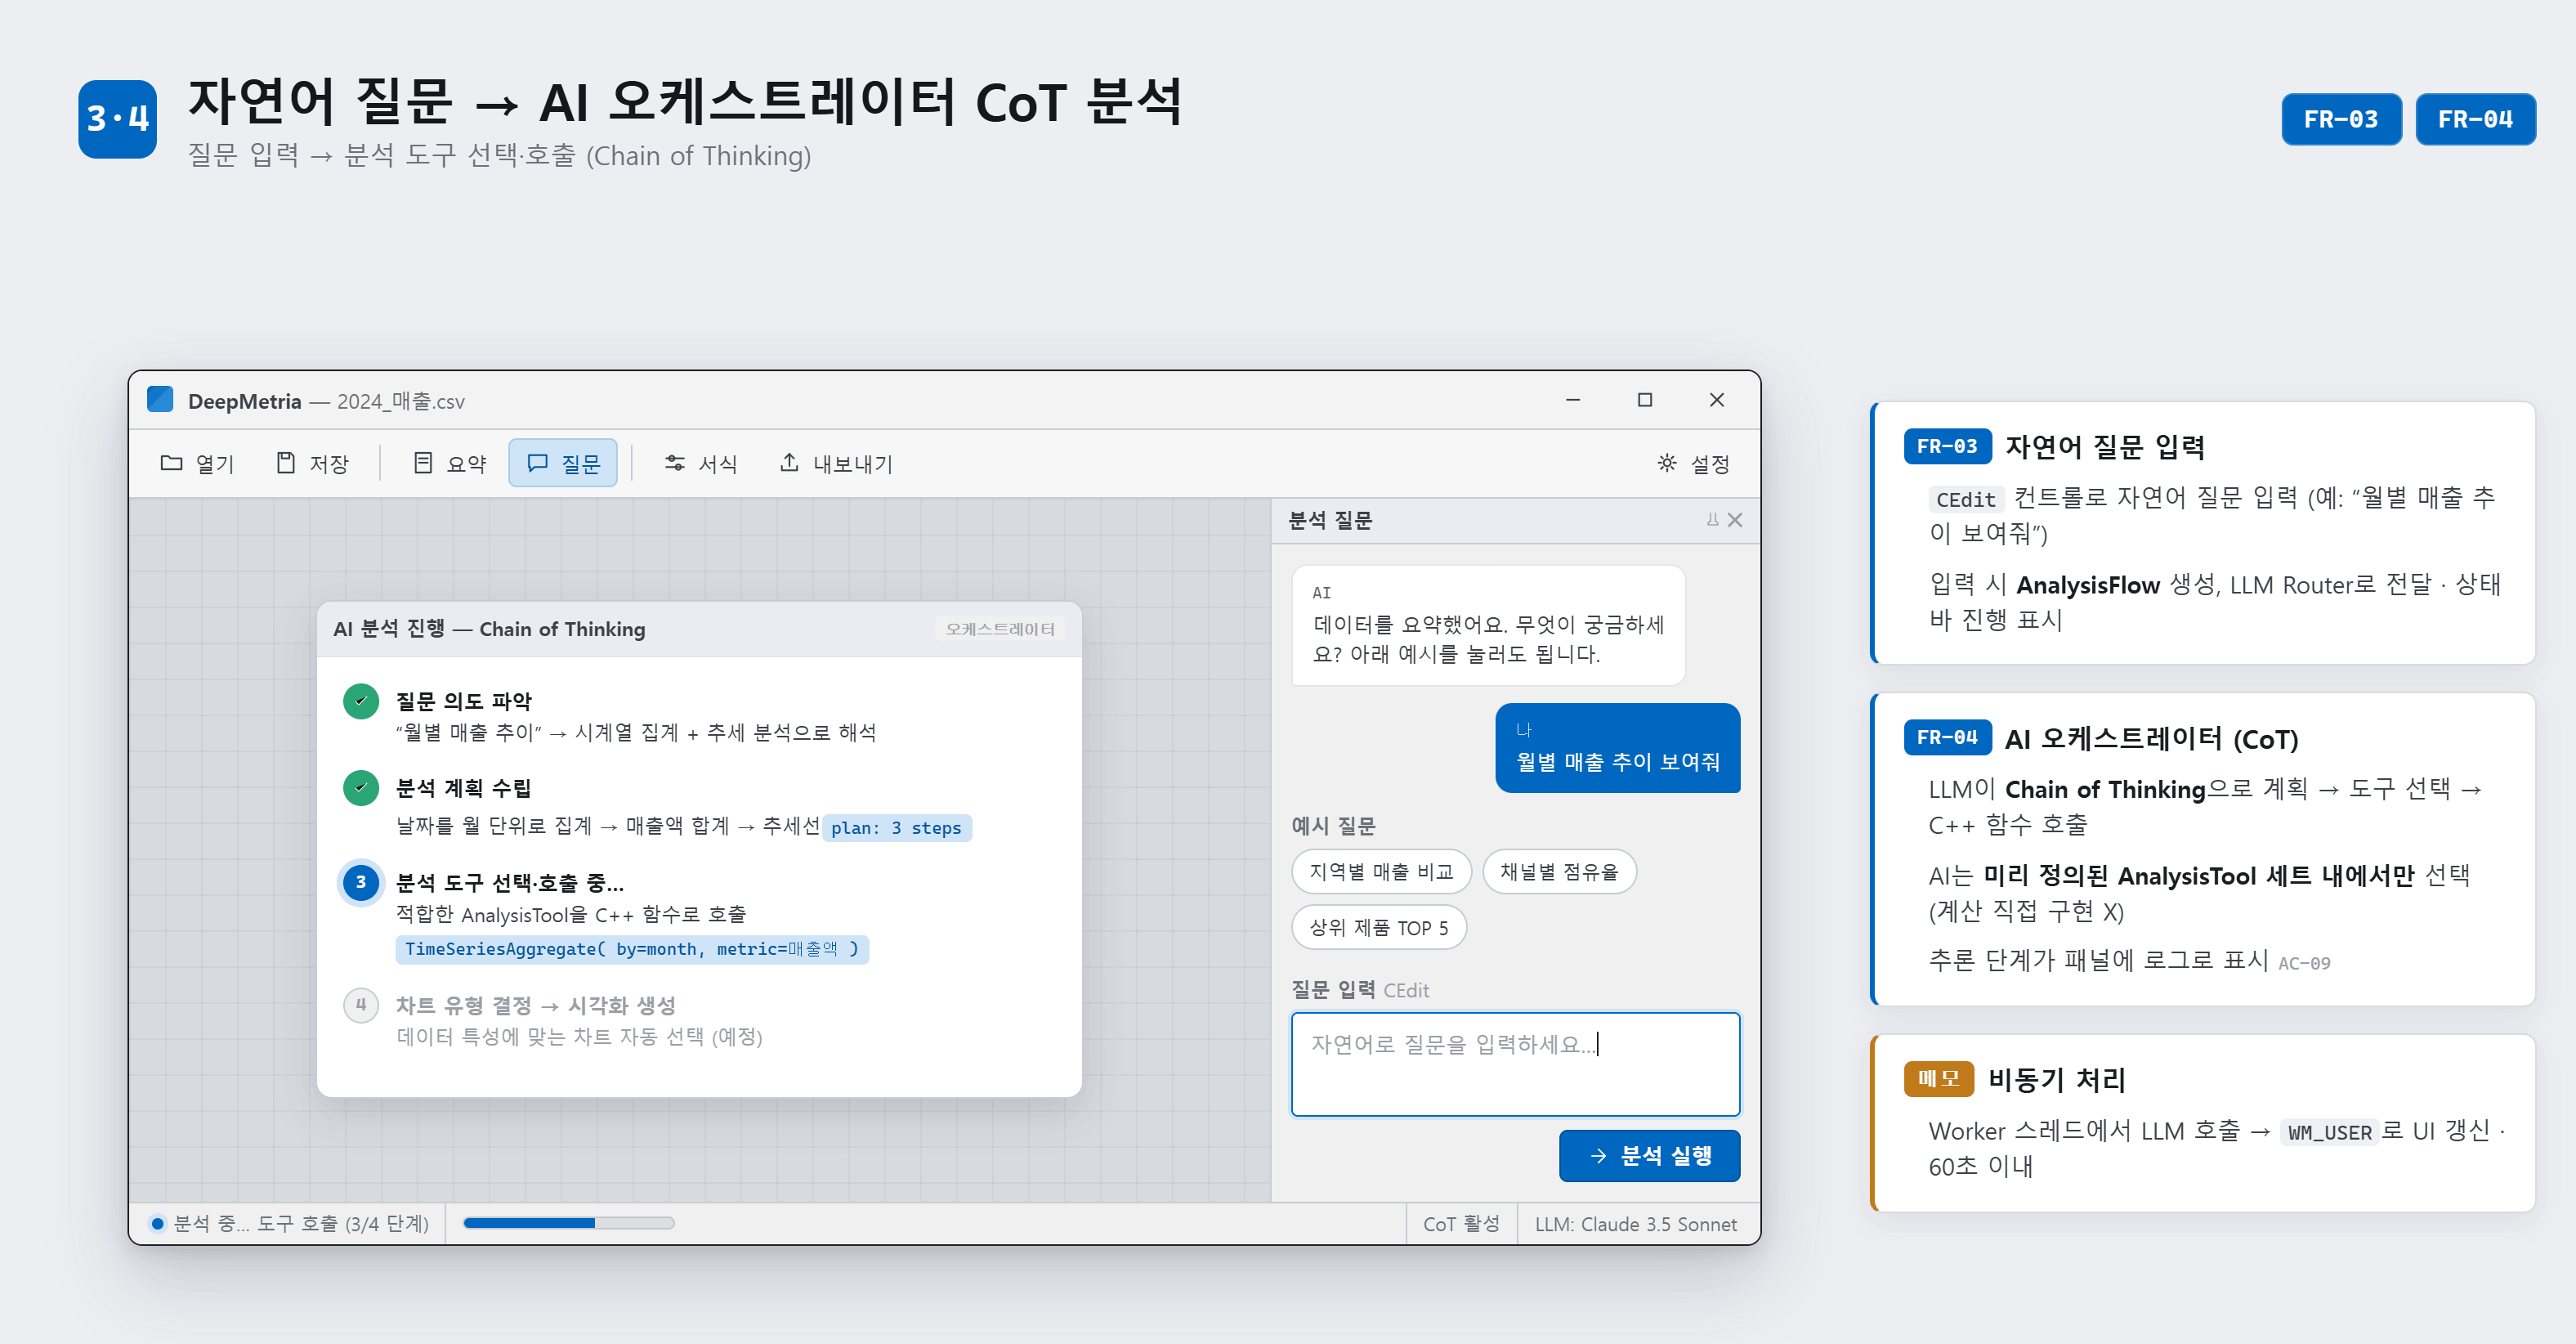 3·4
자연어 질문 → AI 오케스트레이터 CoT 분석
질문 입력 → 분석 도구 선택·호출 (Chain of Thinking)
FR-03
FR-04
DeepMetria — 2024_매출.csv
열기
저장
요약
질문
서식
내보내기
설정
AI 분석 진행 — Chain of Thinking
오케스트레이터
질문 의도 파악
“월별 매출 추이” → 시계열 집계 + 추세 분석으로 해석
분석 계획 수립
날짜를 월 단위로 집계 → 매출액 합계 → 추세선 plan: 3 steps
3
분석 도구 선택·호출 중...
적합한 AnalysisTool을 C++ 함수로 호출
TimeSeriesAggregate( by=month, metric=매출액 )
4
차트 유형 결정 → 시각화 생성
데이터 특성에 맞는 차트 자동 선택 (예정)
분석 질문
AI
데이터를 요약했어요. 무엇이 궁금하세
요? 아래 예시를 눌러도 됩니다.
나
월별 매출 추이 보여줘
예시 질문
지역별 매출 비교
채널별 점유율
상위 제품 TOP 5
질문 입력 CEdit
자연어로 질문을 입력하세요...
→ 분석 실행
분석 중... 도구 호출 (3/4 단계)
CoT 활성
LLM: Claude 3.5 Sonnet
FR-03 자연어 질문 입력
CEdit 컨트롤로 자연어 질문 입력 (예: “월별 매출 추
이 보여줘”)
입력 시 AnalysisFlow 생성, LLM Router로 전달 · 상태
바 진행 표시
FR-04 AI 오케스트레이터 (CoT)
LLM이 Chain of Thinking으로 계획 → 도구 선택 →
C++ 함수 호출
AI는 미리 정의된 AnalysisTool 세트 내에서만 선택
(계산 직접 구현 X)
추론 단계가 패널에 로그로 표시 AC-09
메모 비동기 처리
Worker 스레드에서 LLM 호출 → WM_USER로 UI 갱신 ·
60초 이내